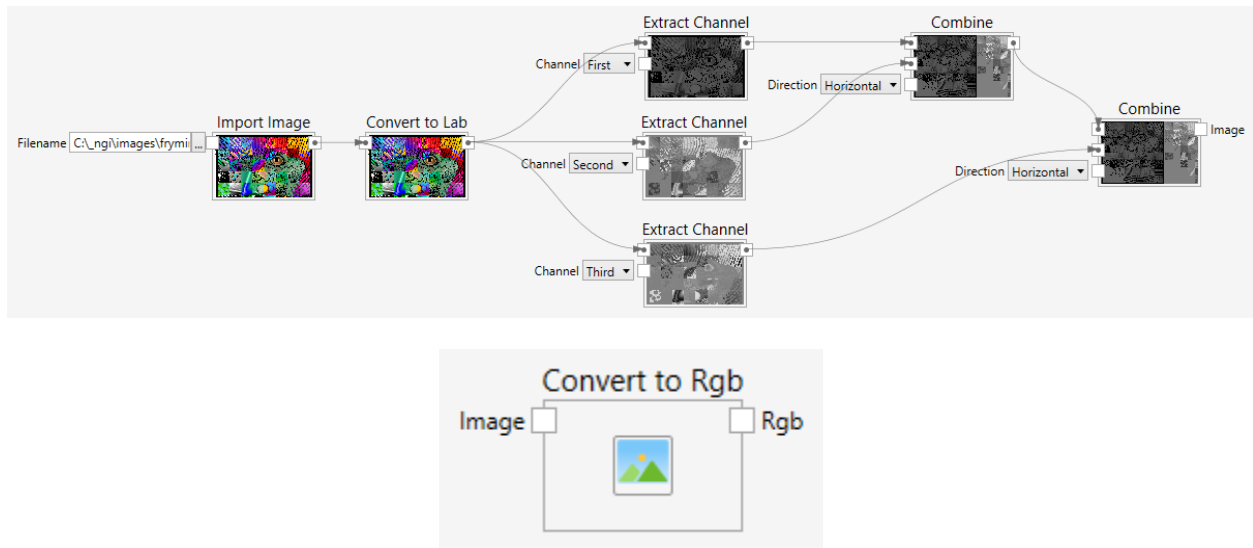 Extract Channel
Combine
Channel First
Direction Horizontal
Import Image
Convert to Lab
Extract Channel
Combine
Filename C:\_ngi\images\frymi ...
Image
Channel Second
Direction Horizontal
Extract Channel
Channel Third
Convert to Rgb
Image
Rgb